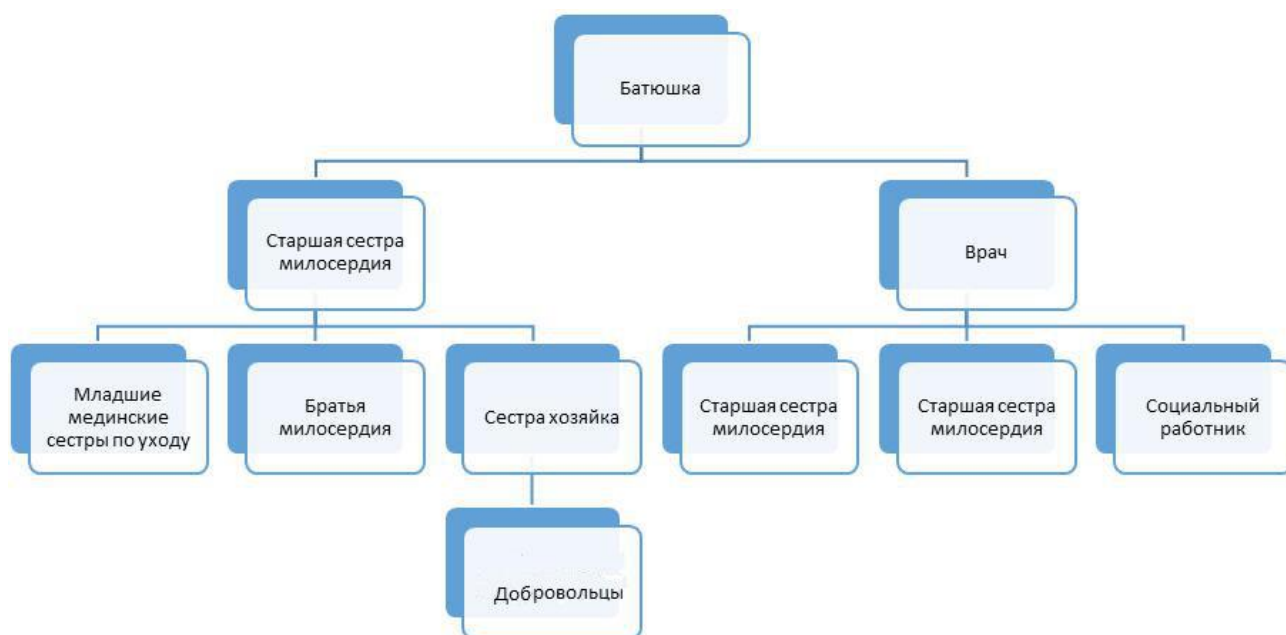 Батюшка
Старшая сестра
милосердия
Врач
Младшие
мединские
сестры по уходу
Братья
милосердия
Сестра хозяйка
Старшая сестра
милосердия
Старшая сестра
милосердия
Социальный
работник
Добровольцы